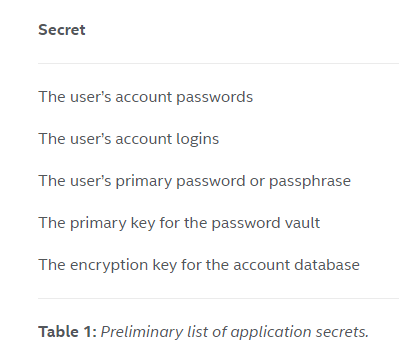 Secret
The user’s account passwords
The user’s account logins
The user’s primary password or passphrase
The primary key for the password vault
The encryption key for the account database
Table 1: Preliminary list of application secrets.